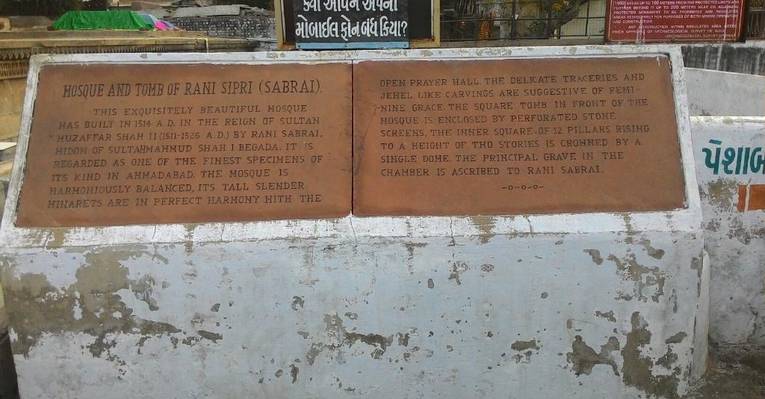 ક્યા આપને અપના
મોબાઈલ ફોન બંધ કિયા?
MOSQUE AND TOMB OF RANI SIPRI (SABRAI)
THIS EXQUISITELY BEAUTIFUL MOSQUE
WAS BUILT IN 1514 A.D. IN THE REIGN OF SULTAN
MUZAFFAR SHAH II (1511-1526 A.D.) BY RANI SABRAI,
WIDOW OF SULTAHMAHMUD SHAH I BEGADA. IT IS
REGARDED AS ONE OF THE FINEST SPECIMENS OF
ITS KIND IN AHMADABAD. THE MOSQUE IS
HARMONIOUSLY BALANCED, ITS TALL SLENDER
MINARETS ARE IN PERFECT HARMONY WITH THE
OPEN PRAYER HALL. THE DELICATE TRACERIES AND
JEHEL LIKE CARVINGS ARE SUGGESTIVE OF FEMI-
NINE GRACE. THE SQUARE TOMB IN FRONT OF THE
MOSQUE IS ENCLOSED BY PERFORATED STONE
SCREENS. THE INNER SQUARE OF 12 PILLARS RISING
TO A HEIGHT OF TWO STORIES IS CROWNED BY A
SINGLE DOME. THE PRINCIPAL GRAVE IN THE
CHAMBER IS ASCRIBED TO RANI SABRAI.
-o-o-o-
પેશાબ